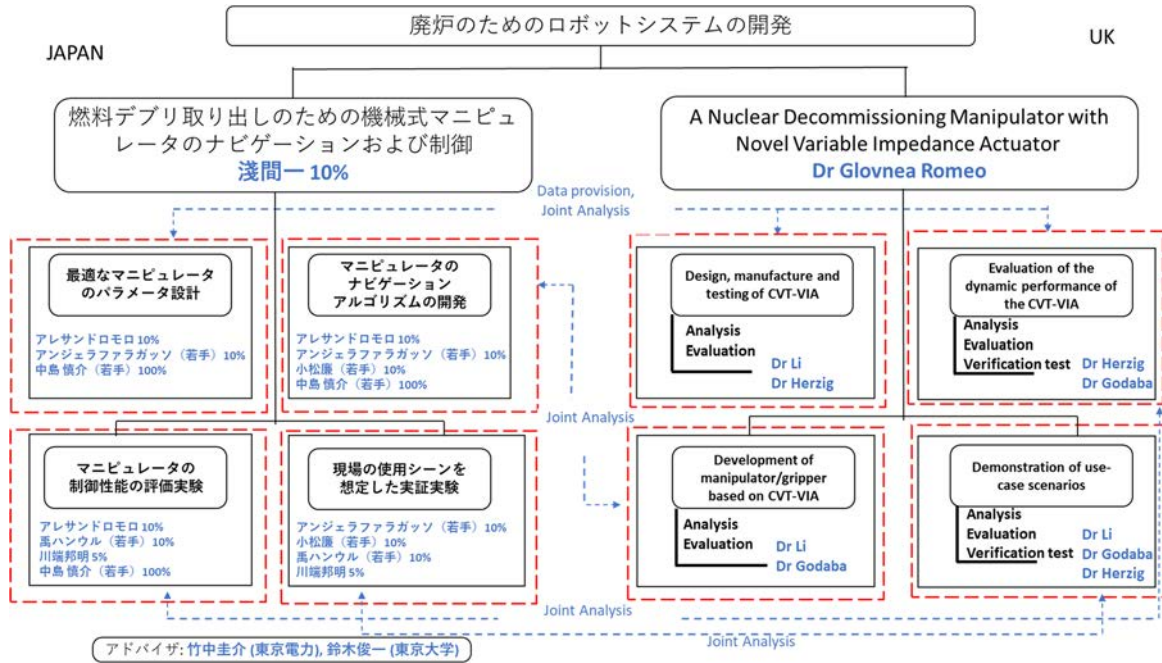 廃炉のためのロボットシステムの開発
JAPAN
UK
燃料デブリ取り出しのための機械式マニピュ
レータのナビゲーションおよび制御
淺間一 10%
A Nuclear Decommissioning Manipulator with
Novel Variable Impedance Actuator
Dr Glovnea Romeo
Data provision,
Joint Analysis
最適なマニピュレータ
のパラメータ設計
アレサンドロモロ 10%
アンジェラファラガッソ（若手）10%
中島 慎介（若手）100%
マニピュレータの
ナビゲーション
アルゴリズムの開発
アレサンドロモロ 10%
アンジェラファラガッソ（若手）10%
小松廉（若手）10%
中島 慎介（若手）100%
Design, manufacture and
testing of CVT-VIA
Analysis
Evaluation
Dr Li
Dr Herzig
Evaluation of the
dynamic performance of
the CVT-VIA
Analysis
Evaluation
Verification test
Dr Herzig
Dr Godaba
Joint Analysis
マニピュレータの
制御性能の評価実験
アレサンドロモロ 10%
禹ハンウル（若手）10%
川端邦明 5%
中島 慎介（若手）100%
現場の使用シーンを
想定した実証実験
アンジェラファラガッソ（若手）10%
小松廉（若手）10%
禹ハンウル（若手）10%
川端邦明 5%
Development of
manipulator/gripper
based on CVT-VIA
Analysis
Evaluation
Dr Li
Dr Godaba
Demonstration of use-
case scenarios
Analysis
Evaluation
Verification test
Dr Li
Dr Godaba
Dr Herzig
Joint Analysis
Joint Analysis
アドバイザ: 竹中圭介 (東京電力), 鈴木俊一 (東京大学)